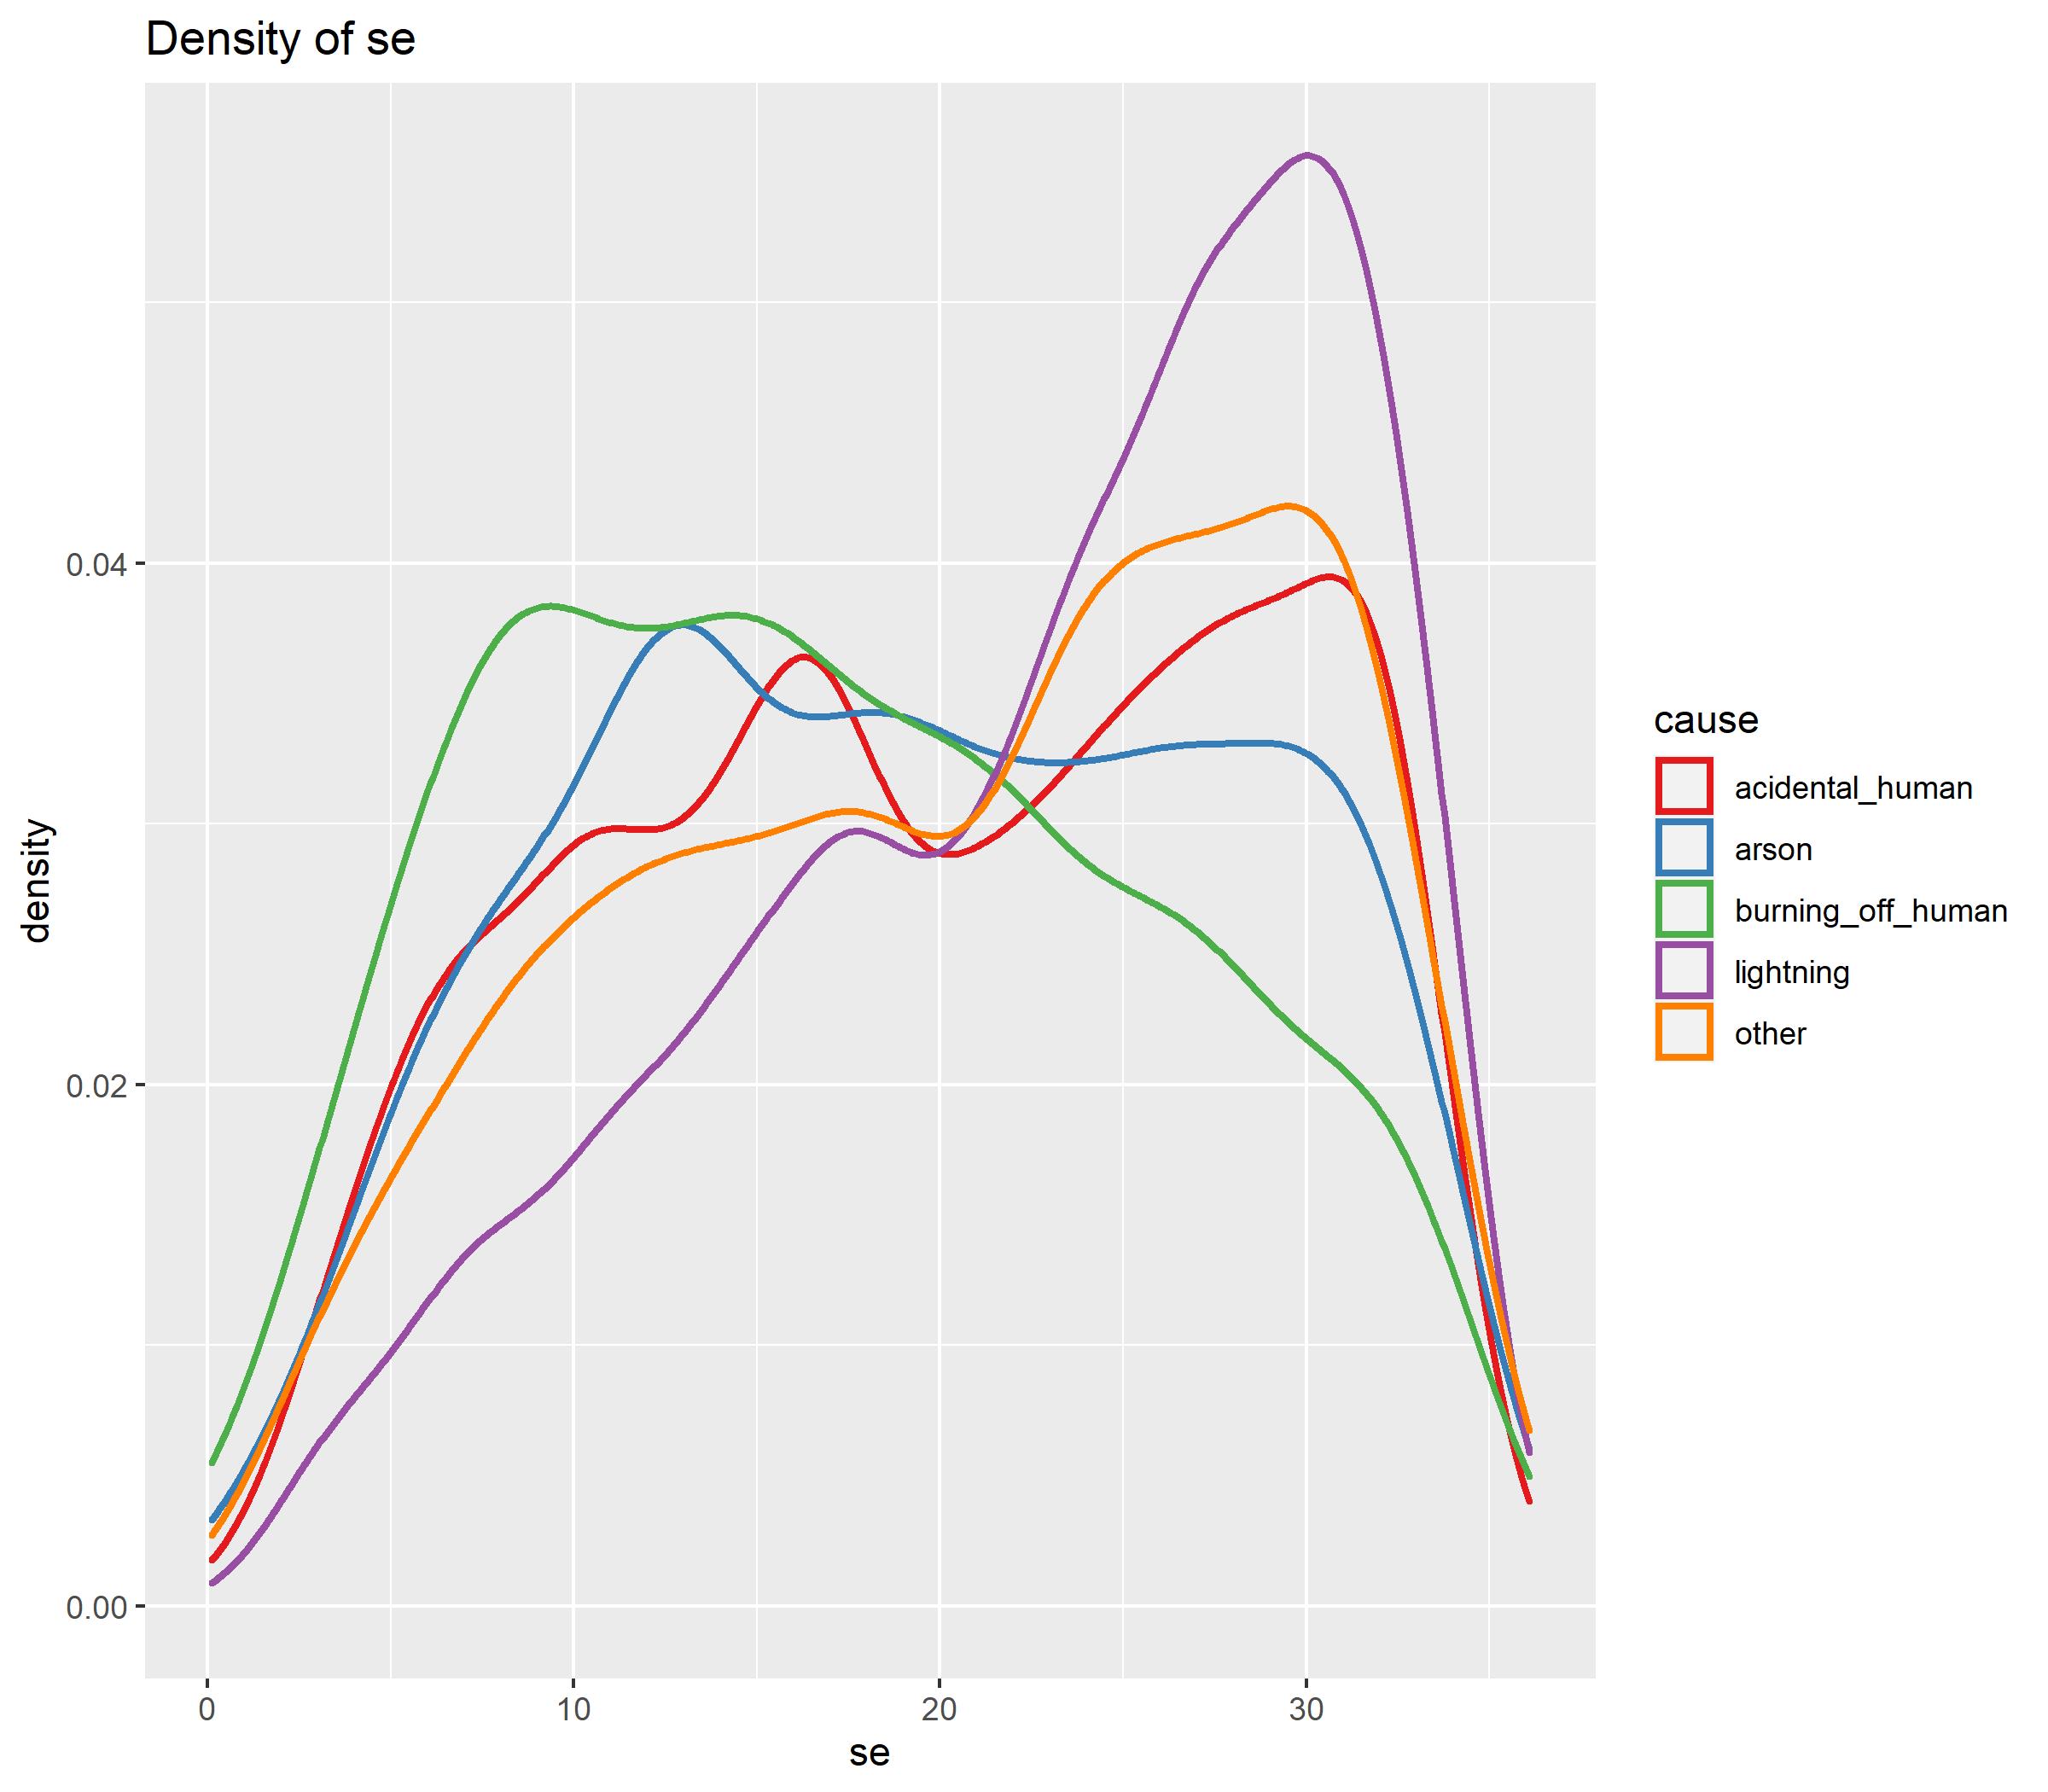 Density of se
density
0.04
0.02
0.00
0
10
20
30
se
cause
acidental_human
arson
burning_off_human
lightning
other